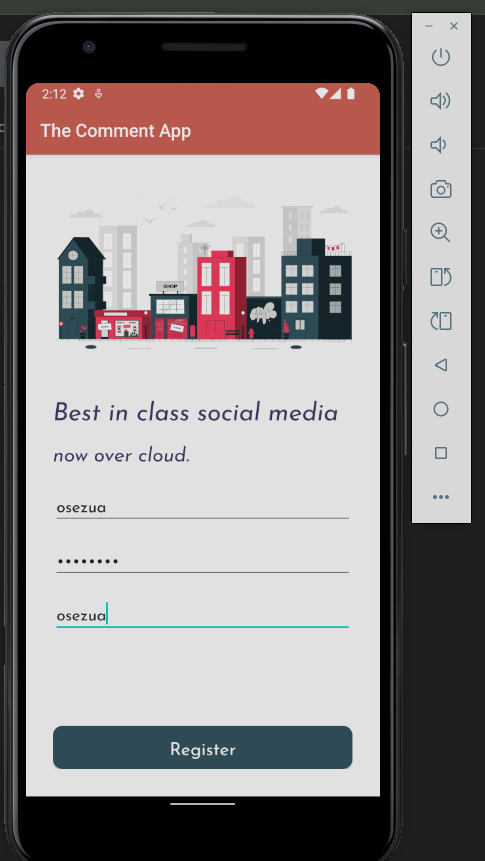 2:12
The Comment App
SHOP
Best in class social media
now over cloud.
osezua
••••••••
osezua
Register